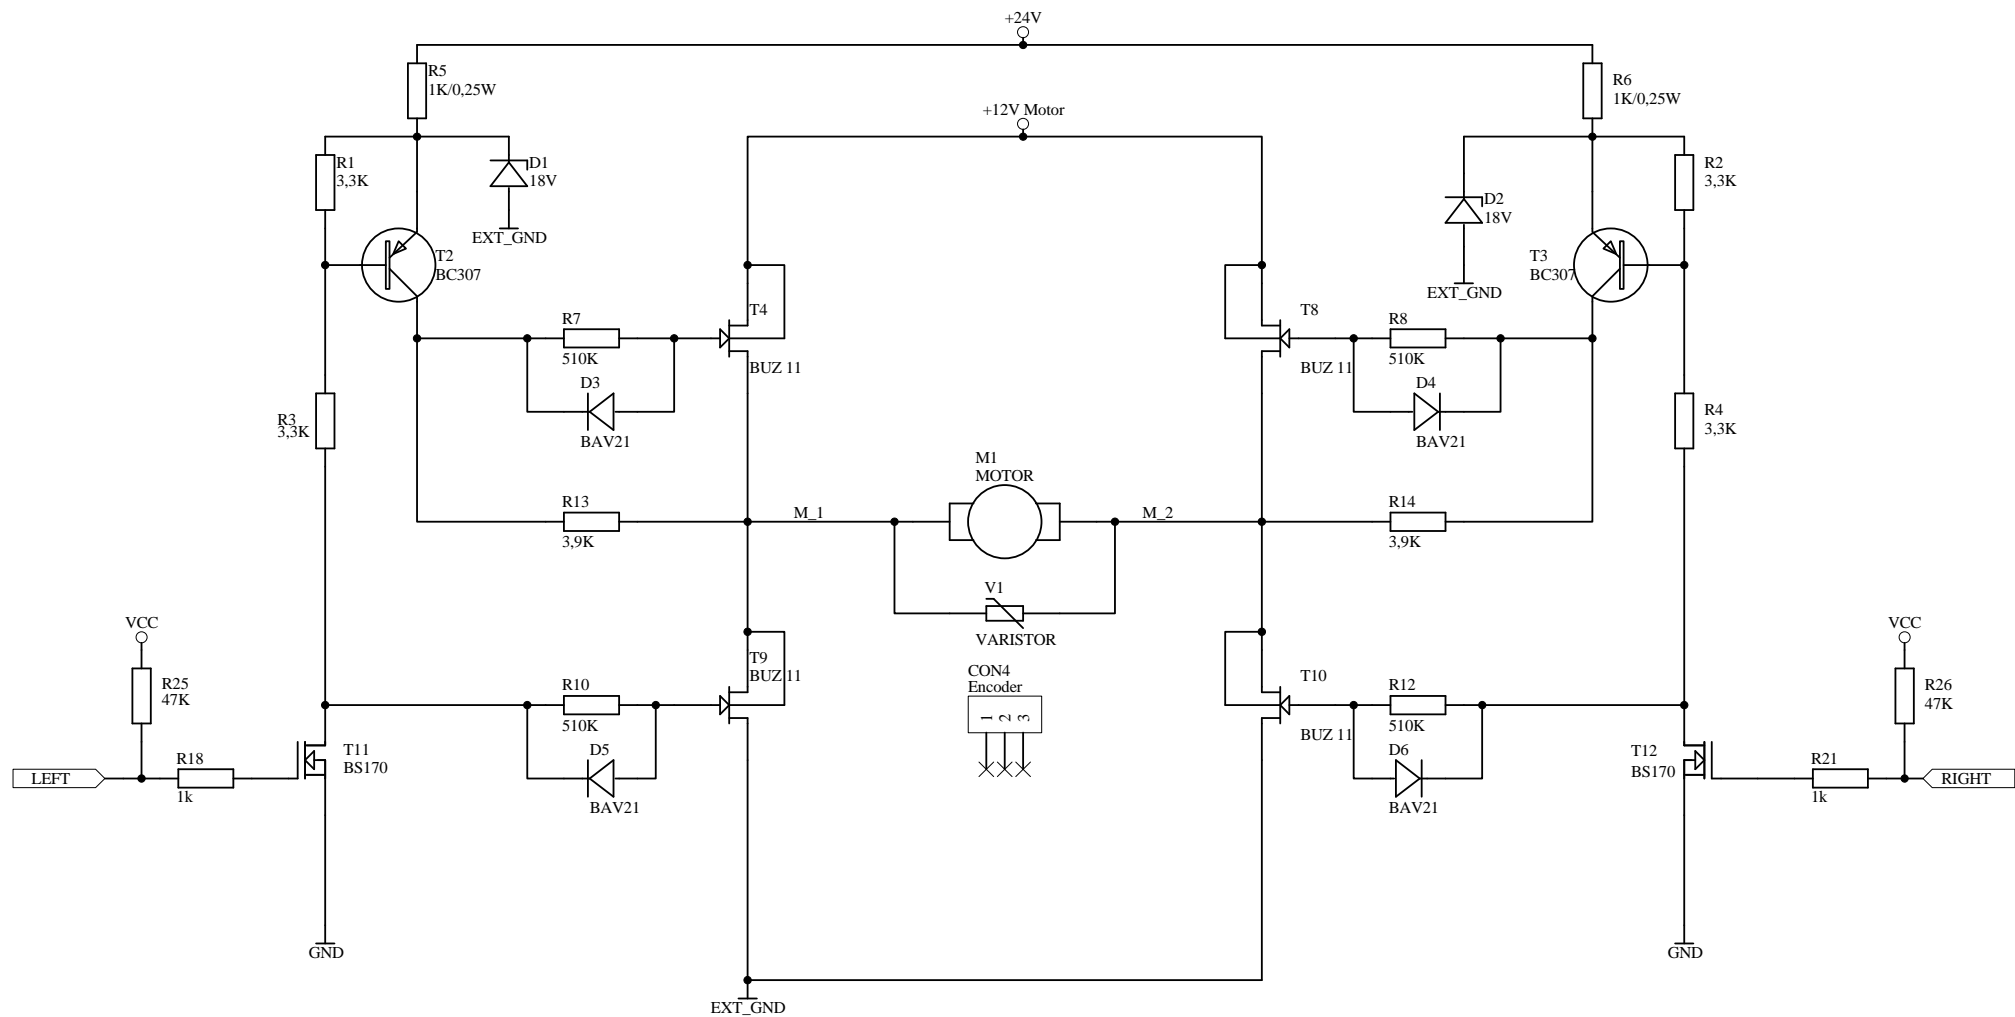 +24V
R5
1K/0,25W
R6
1K/0,25W
+12V Motor
R1
3,3K
D1
18V
EXT_GND
R2
3,3K
D2
18V
EXT_GND
T2
BC307
T3
BC307
T4
BUZ 11
T8
BUZ 11
R7
510K
D3
BAV21
R8
510K
D4
BAV21
R3
3,3K
R4
3,3K
M1
MOTOR
R13
3,9K
M_1
M_2
R14
3,9K
V1
VARISTOR
VCC
R25
47K
VCC
R26
47K
T9
BUZ 11
CON4
Encoder
1
2
3
T10
BUZ 11
R10
510K
D5
BAV21
R12
510K
D6
BAV21
LEFT
R18
1k
T11
BS170
T12
BS170
R21
1k
RIGHT
GND
GND
EXT_GND